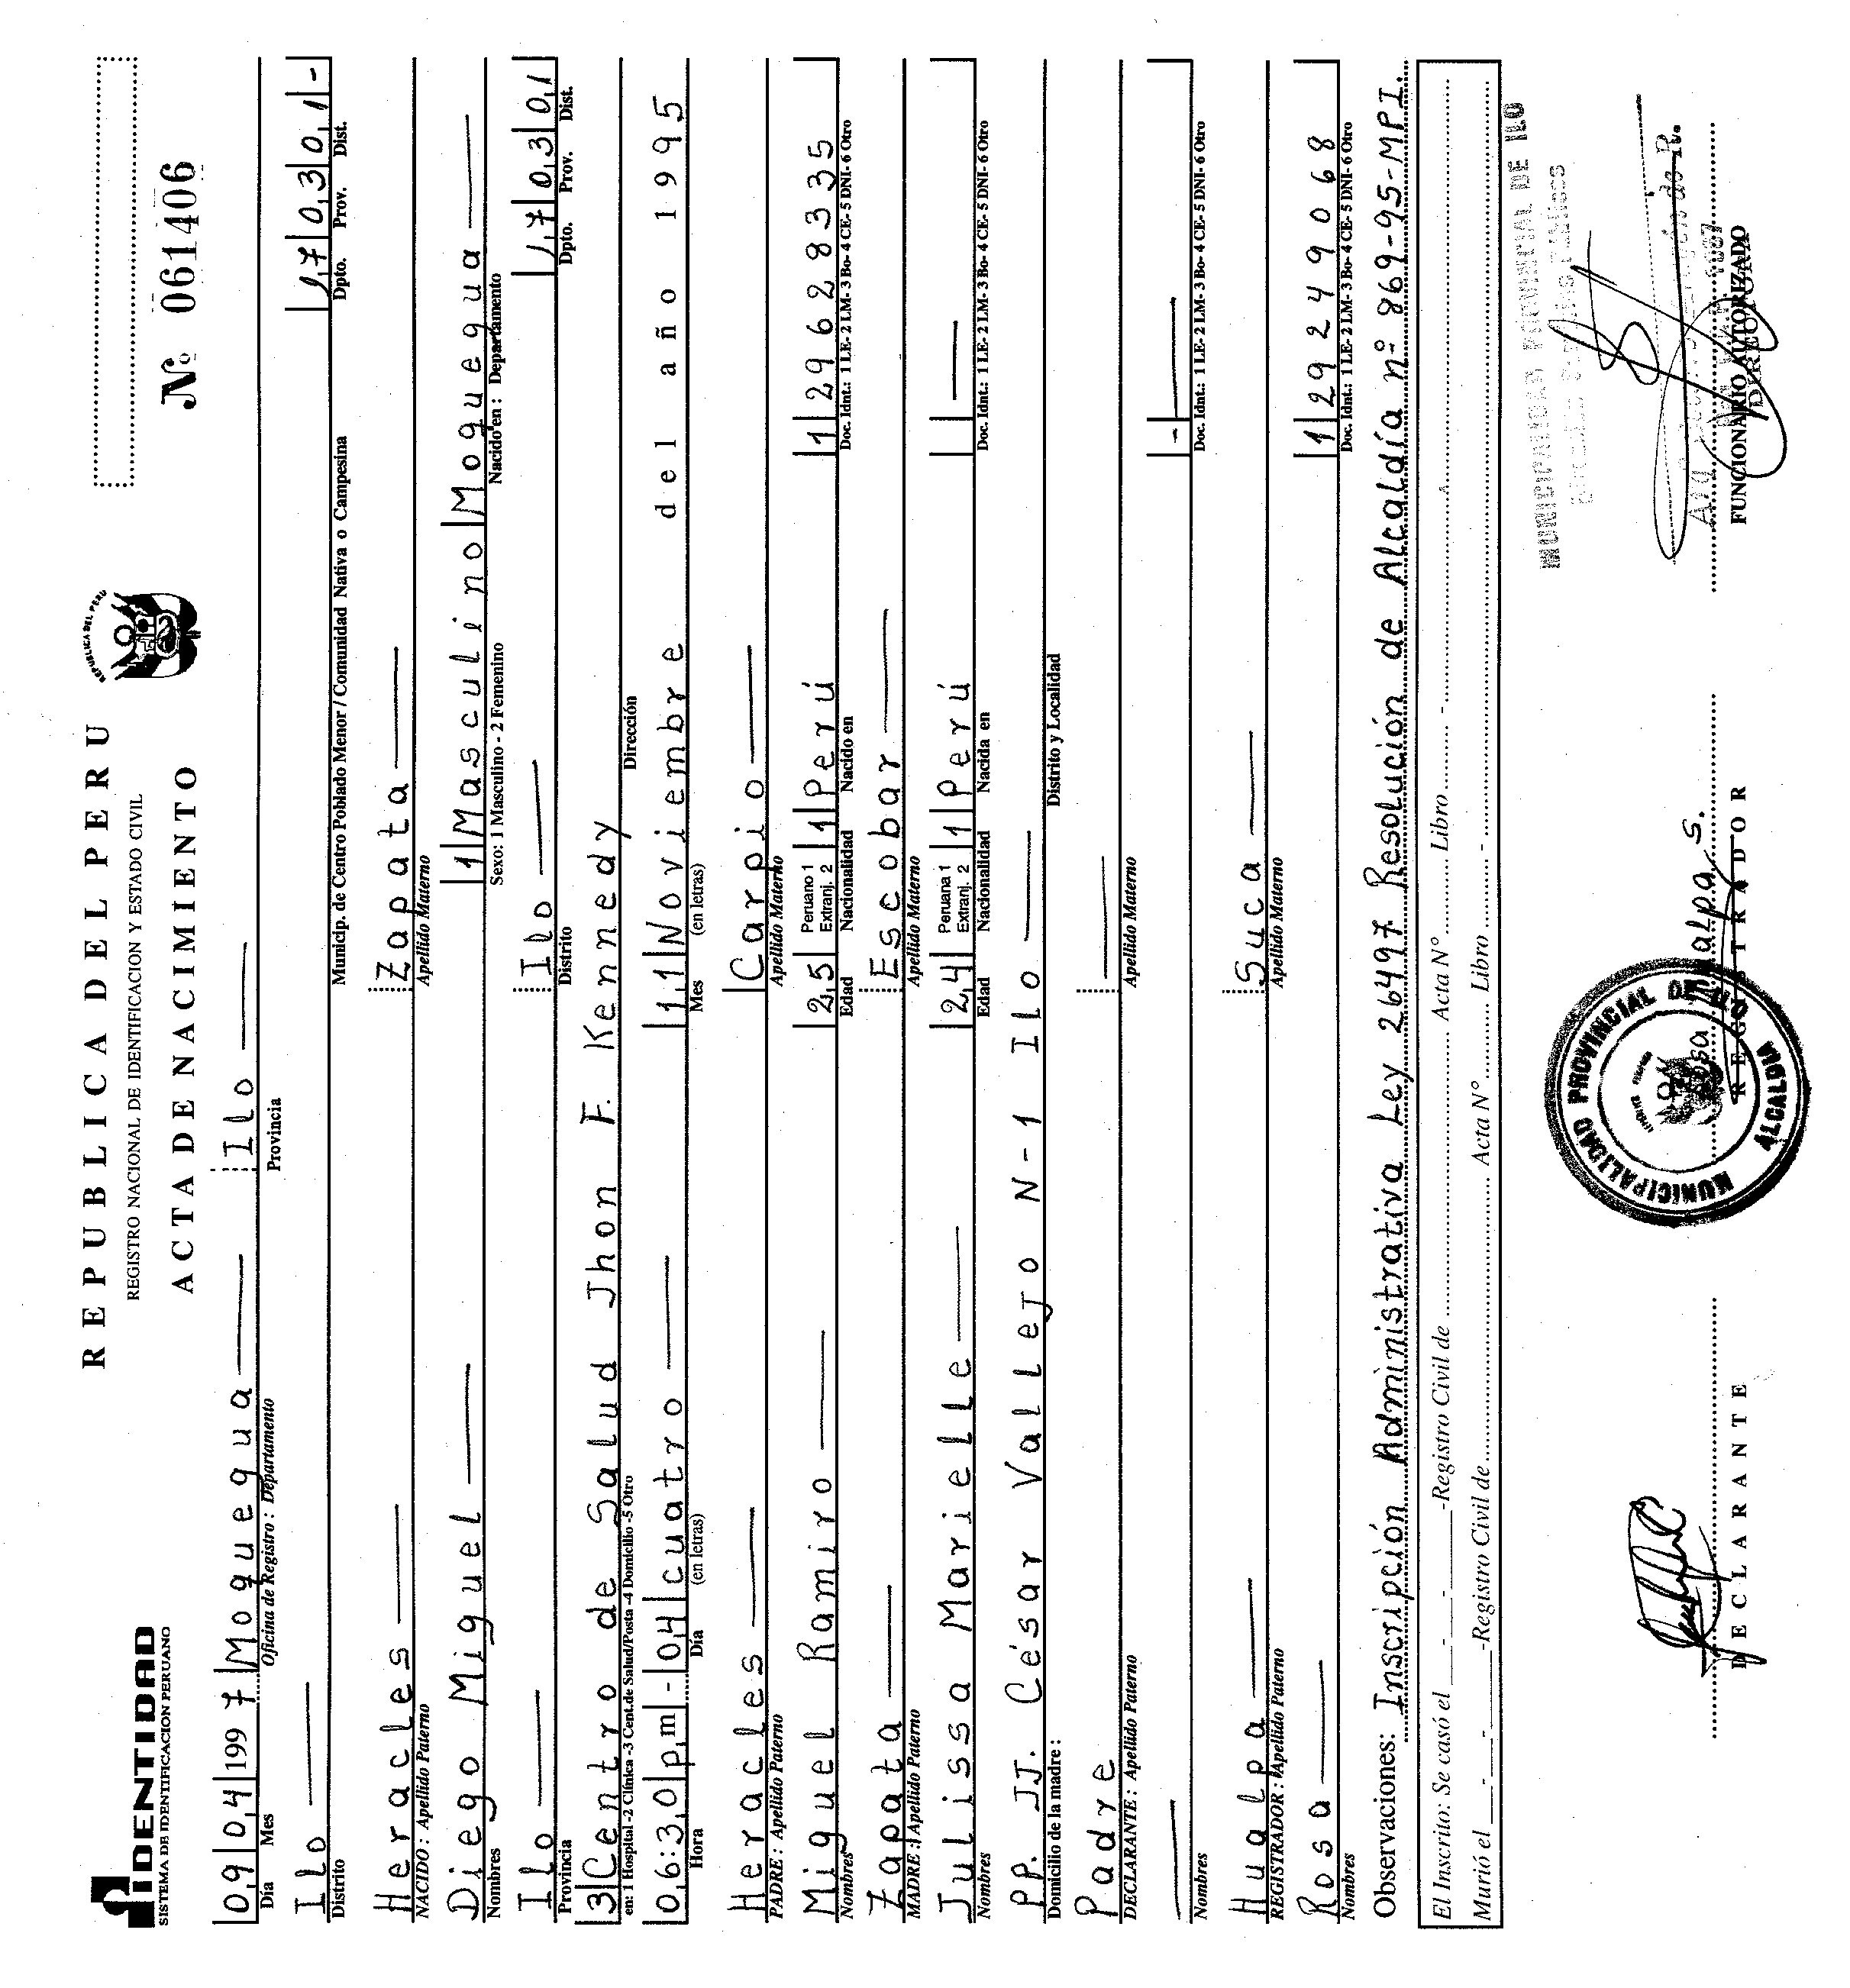 IDENTIDAD
SISTEMA DE IDENTIFICACION PERUANO
REPUBLICA DEL PERU
REGISTRO NACIONAL DE IDENTIFICACION Y ESTADO CIVIL
ACTA DE NACIMIENTO
REPUBLICA DEL PERU
Nº 061406
09 04 1997 Moquegua Ilo
Día Mes Oficina de Registro : Departamento Provincia
Ilo 17 03 01 -
Distrito Municip. de Centro Poblado Menor / Comunidad Nativa o Campesina Dpto. Prov. Dist.
Heracles Zapata
NACIDO : Apellido Paterno Apellido Materno
Diego Miguel 1 Masculino Moquegua
Nombres Sexo: 1 Masculino - 2 Femenino Nacido en : Departamento
Ilo Ilo 17 03 01
Provincia Distrito Dpto. Prov. Dist.
3 Centro de Salud Jhon F. Kennedy
en: 1 Hospital -2 Clínica -3 Cent.de Salud/Posta -4 Domicilio -5 Otro Dirección
06:30 pm - 04 cuatro 11 Noviembre del año 1995
Hora Día (en letras) Mes (en letras)
Heracles Carpio
PADRE : Apellido Paterno Apellido Materno
Miguel Ramiro 25 Peruano 1 Extranj. 2 1 Perú 1 29628335
Nombres Edad Nacionalidad Nacido en Doc. Idnt.: 1 LE- 2 LM- 3 Bo- 4 CE- 5 DNI- 6 Otro
Zapata Escobar
MADRE : Apellido Paterno Apellido Materno
Julissa Marielle 24 Peruana 1 Extranj. 2 1 Perú
Nombres Edad Nacionalidad Nacida en Doc. Idnt.: 1 LE- 2 LM- 3 Bo- 4 CE- 5 DNI- 6 Otro
PP. JJ. César Vallejo N-1 Ilo
Domicilio de la madre : Distrito y Localidad
Padre
DECLARANTE : Apellido Paterno Apellido Materno
-
Nombres Doc. Idnt.: 1 LE- 2 LM- 3 Bo- 4 CE- 5 DNI- 6 Otro
Hualpa Suca
REGISTRADOR : Apellido Paterno Apellido Materno
Rosa 1 29249068
Nombres Doc. Idnt.: 1 LE- 2 LM- 3 Bo- 4 CE- 5 DNI- 6 Otro
Observaciones: Inscripción Administrativa Ley 26497 Resolución de Alcaldía nº 869-95-MPI.
El Inscrito: Se casó el - - -Registro Civil de Acta Nº Libro -
Murió el - - -Registro Civil de Acta Nº Libro -
MUNICIPALIDAD PROVINCIAL DE ILO
MUNICIPALIDAD PROVINCIAL DE ILO
ALCALDIA
Rosa Hualpa S.
DECLARANTE REGISTRADOR FUNCIONARIO AUTORIZADO
DIRECTORA